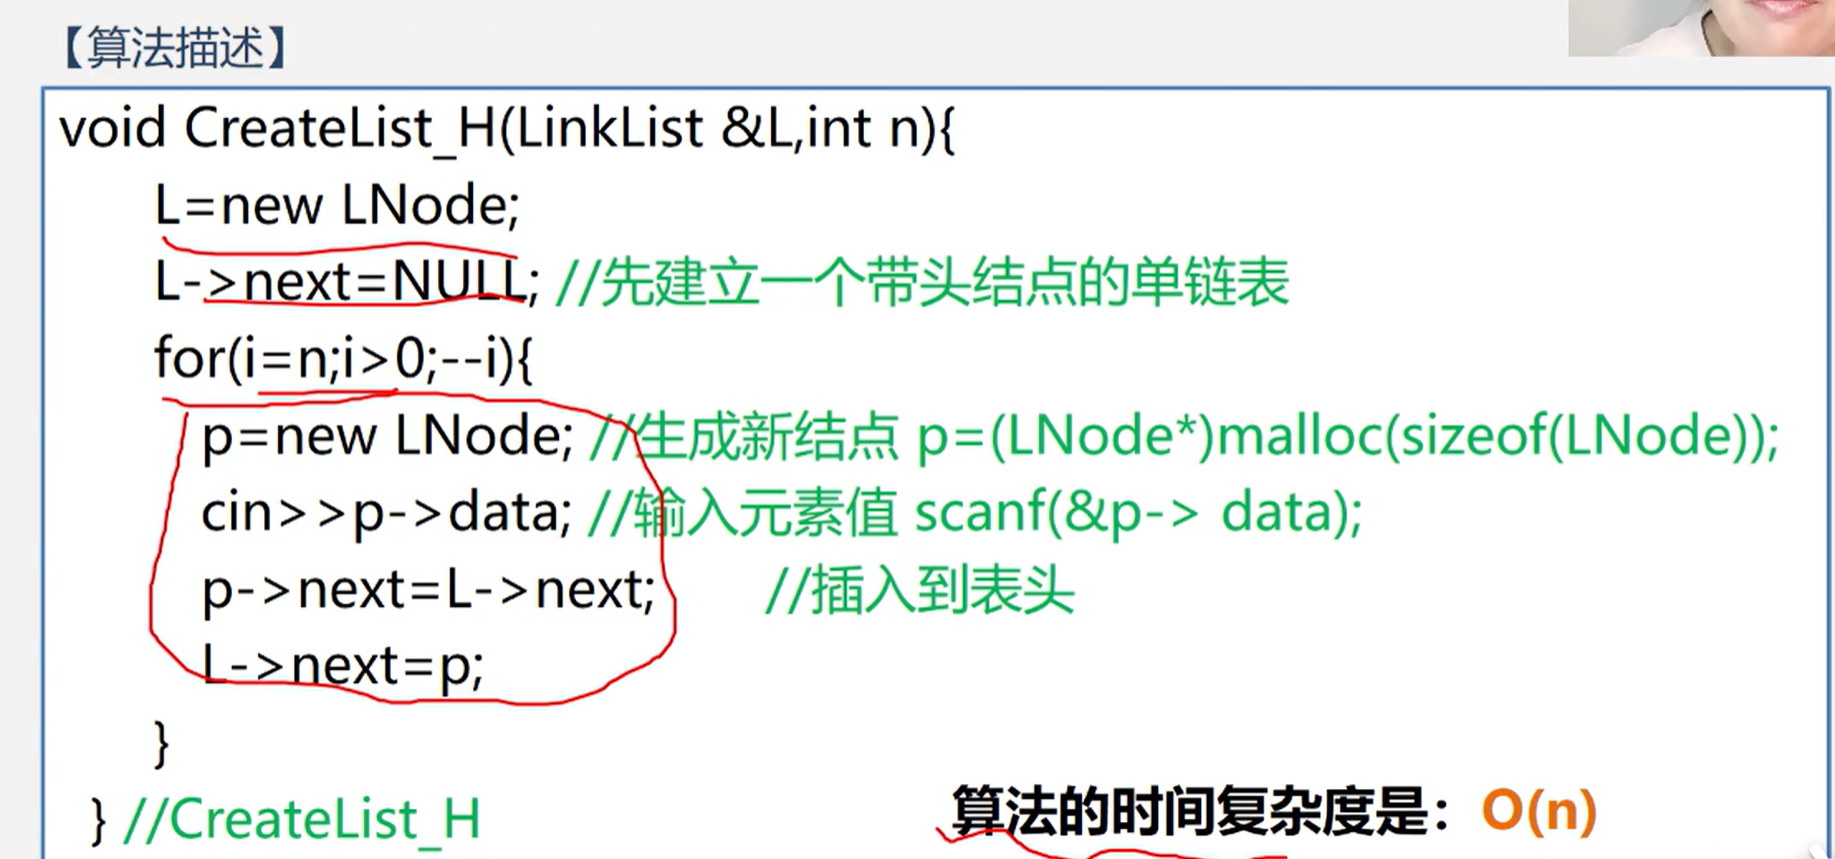 【算法描述】
void CreateList_H(LinkList &L,int n){
L=new LNode;
L->next=NULL; //先建立一个带头结点的单链表
for(i=n;i>0;--i){
p=new LNode; //生成新结点 p=(LNode*)malloc(sizeof(LNode));
cin>>p->data; //输入元素值 scanf(&p-> data);
p->next=L->next; //插入到表头
L->next=p;
}
} //CreateList_H
算法的时间复杂度是：O(n)